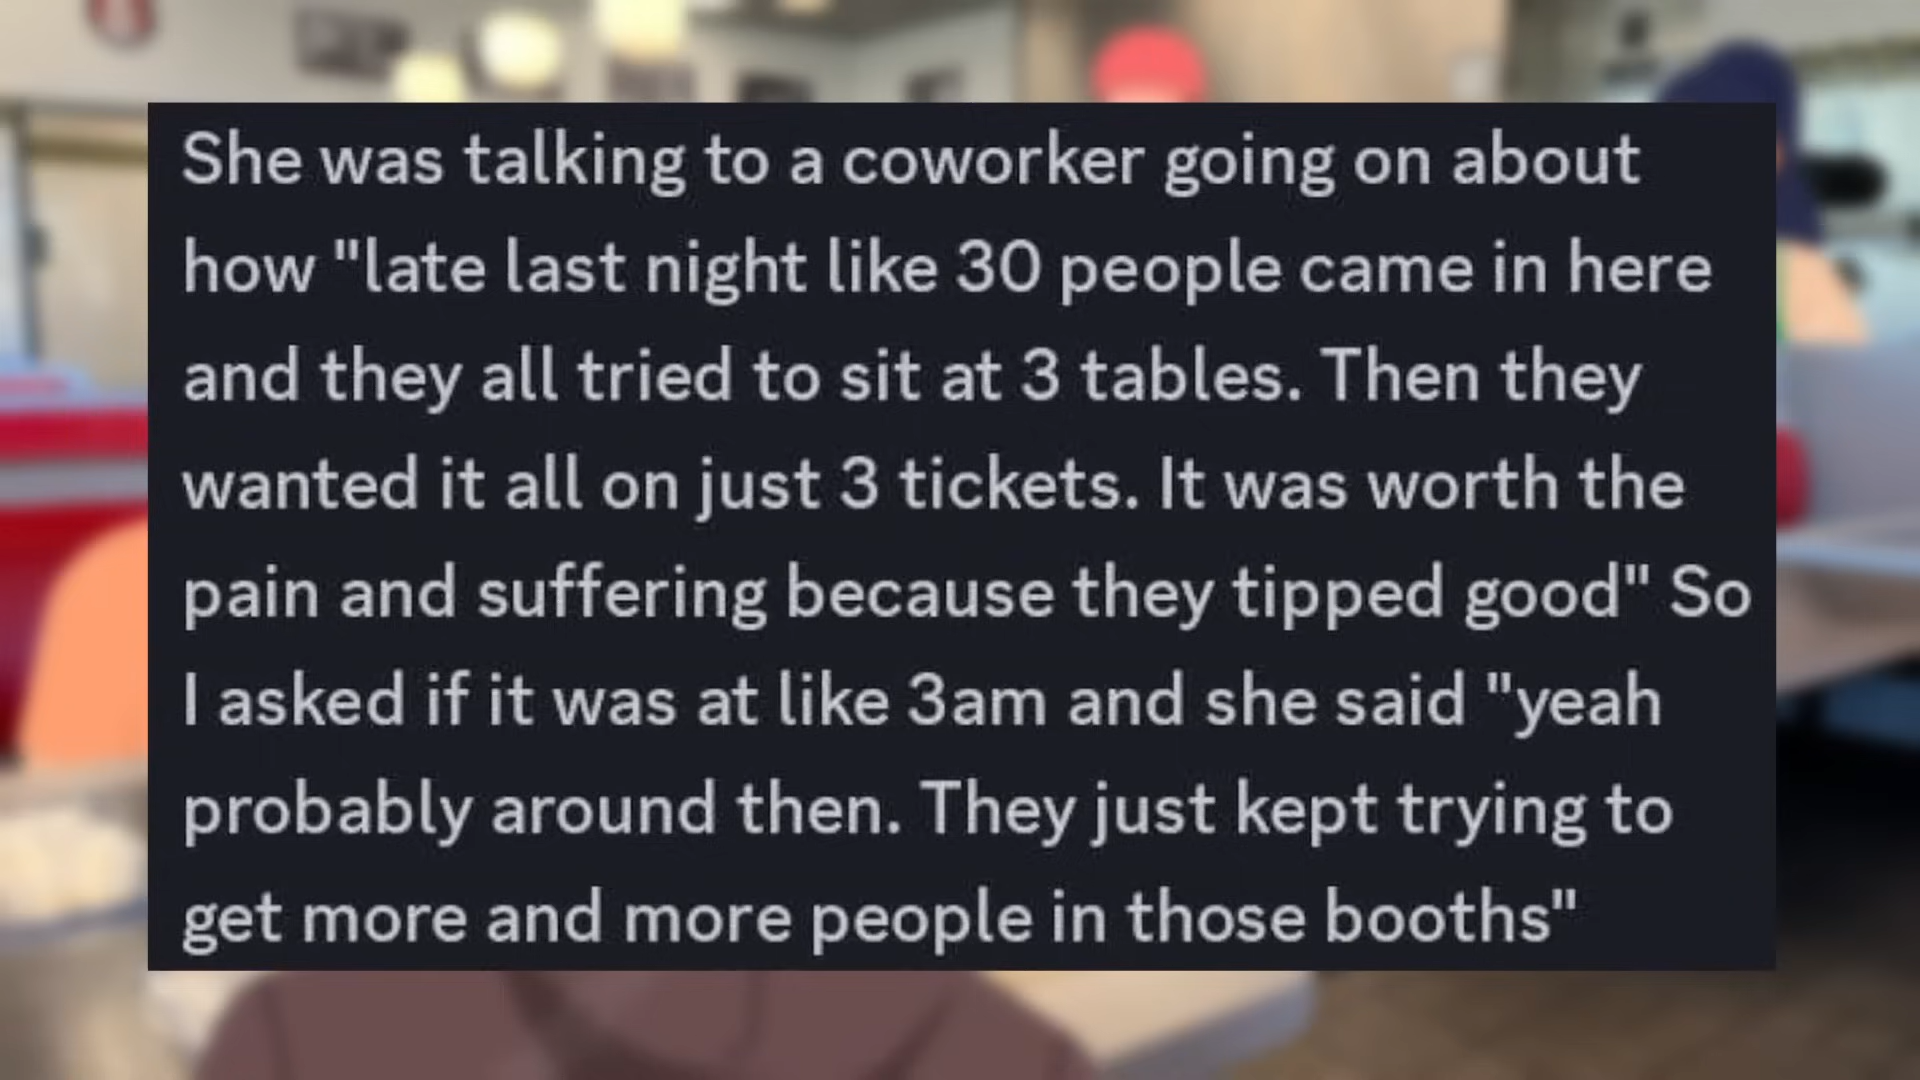 She was talking to a coworker going on about
how "late last night like 30 people came in here
and they all tried to sit at 3 tables. Then they
wanted it all on just 3 tickets. It was worth the
pain and suffering because they tipped good" So
I asked if it was at like 3am and she said "yeah
probably around then. They just kept trying to
get more and more people in those booths"